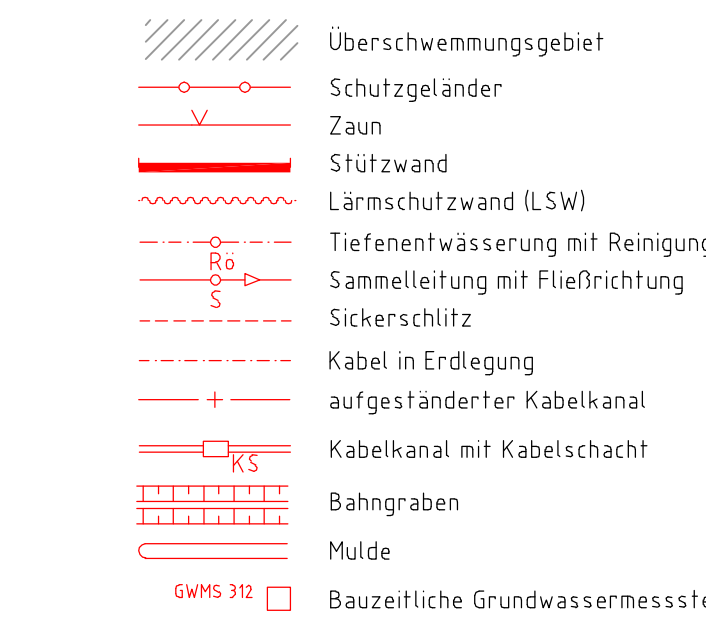 Überschwemmungsgebiet
Schutzgeländer
Zaun
Stützwand
Lärmschutzwand (LSW)
Tiefenentwässerung mit Reinigung
Rö
Sammelleitung mit Fließrichtung
S
Sickerschlitz
Kabel in Erdlegung
aufgeständerter Kabelkanal
Kabelkanal mit Kabelschacht
KS
Bahngraben
Mulde
GWMS 312
Bauzeitliche Grundwassermessste